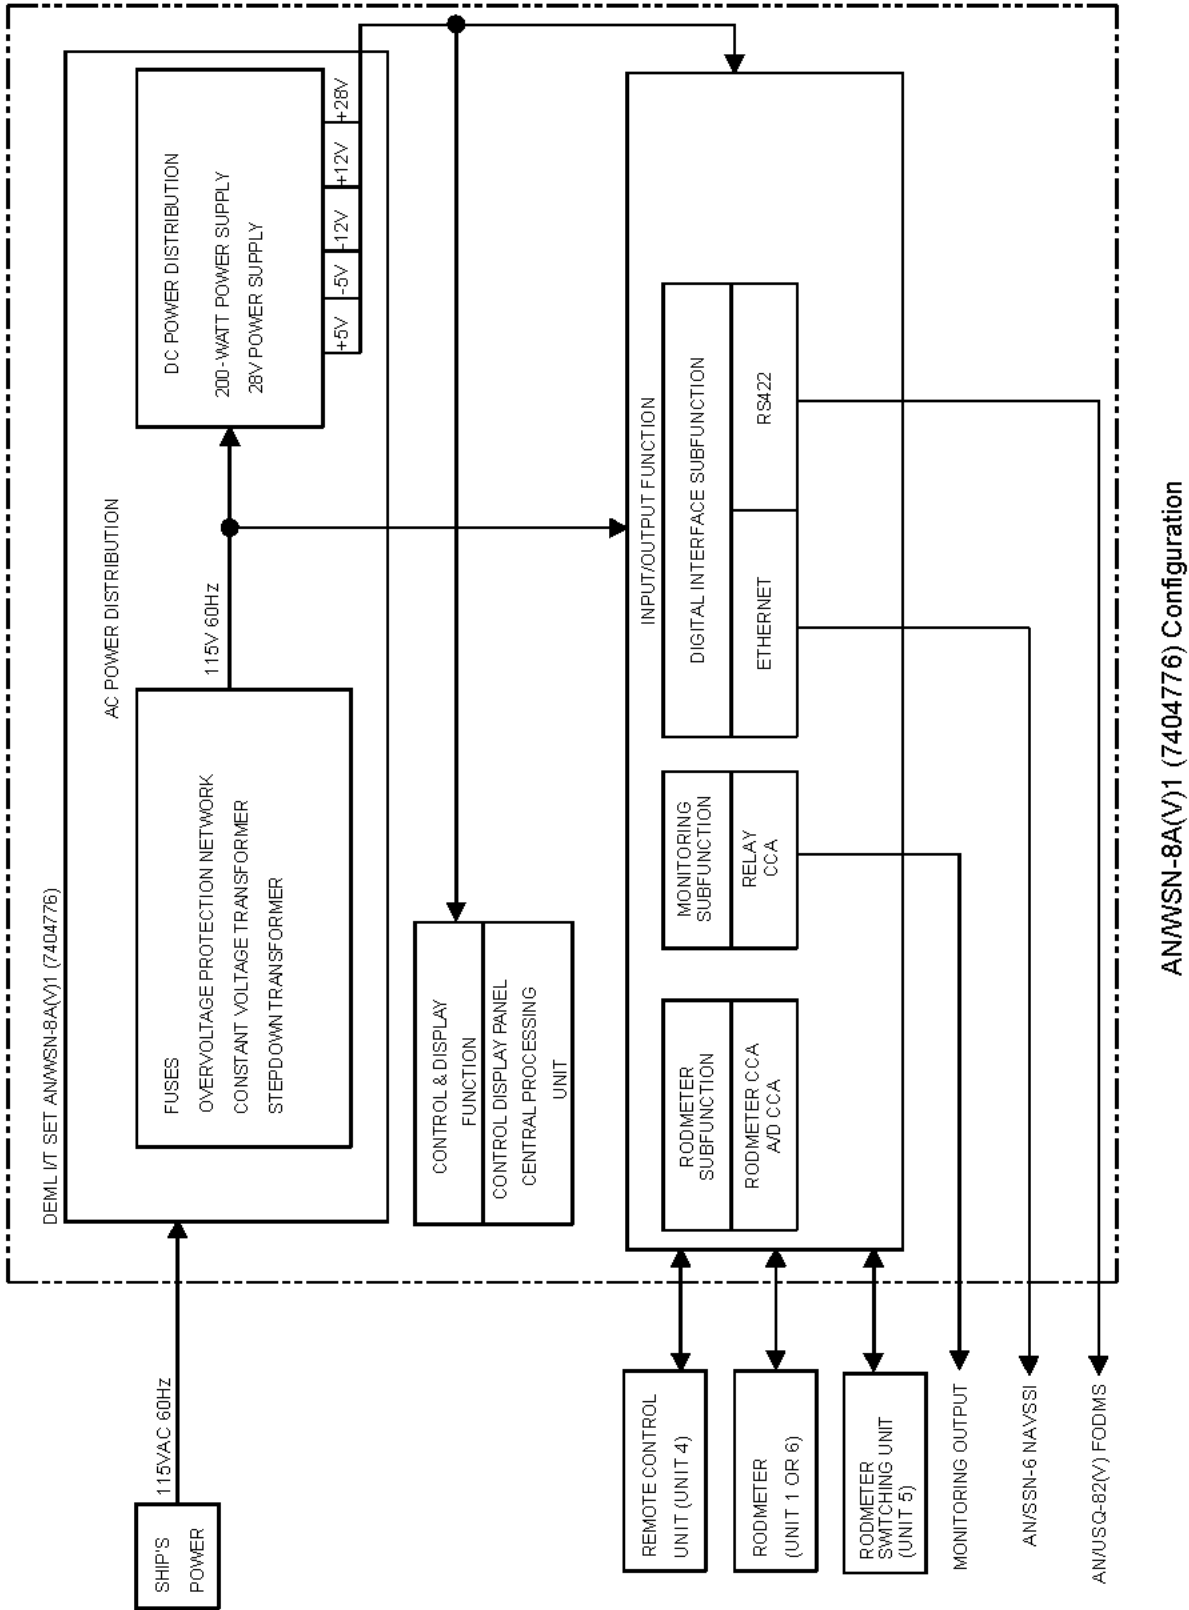 DEML I/T SET AN/WSN-8A(V)1 (7404776)
SHIP'S
POWER
115VAC 60Hz
AC POWER DISTRIBUTION
FUSES
OVERVOLTAGE PROTECTION NETWORK
CONSTANT VOLTAGE TRANSFORMER
STEPDOWN TRANSFORMER
115V 60Hz
DC POWER DISTRIBUTION
200-WATT POWER SUPPLY
28V POWER SUPPLY
+5V
-5V
-12V
+12V
+28V
CONTROL & DISPLAY
FUNCTION
CONTROL DISPLAY PANEL
CENTRAL PROCESSING
UNIT
INPUT/OUTPUT FUNCTION
RODMETER
SUBFUNCTION
RODMETER CCA
A/D CCA
MONITORING
SUBFUNCTION
RELAY
CCA
DIGITAL INTERFACE SUBFUNCTION
ETHERNET
RS422
REMOTE CONTROL
UNIT (UNIT 4)
RODMETER
(UNIT 1 OR 6)
RODMETER
SWITCHING UNIT
(UNIT 5)
MONITORING OUTPUT
AN/SSN-6 NAVSSI
AN/USQ-82(V) FODMS
AN/WSN-8A(V)1 (7404776) Configuration